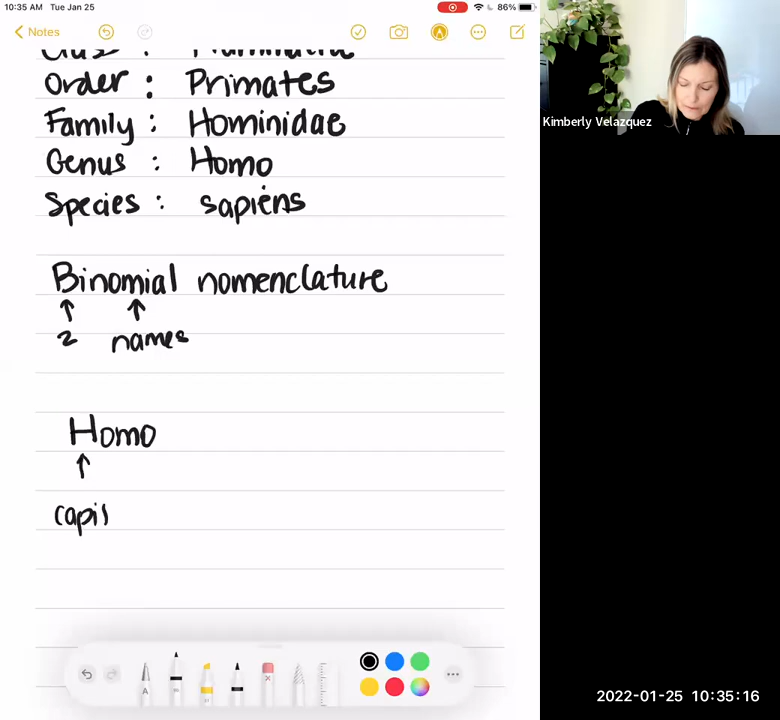 10:35 AM Tue Jan 25
86%
Notes
Order : Primates
Family : Hominidae
Genus : Homo
Species : sapiens
Binomial nomenclature
2 names
Homo
capi
A
Kimberly Velazquez
2022-01-25 10:35:16